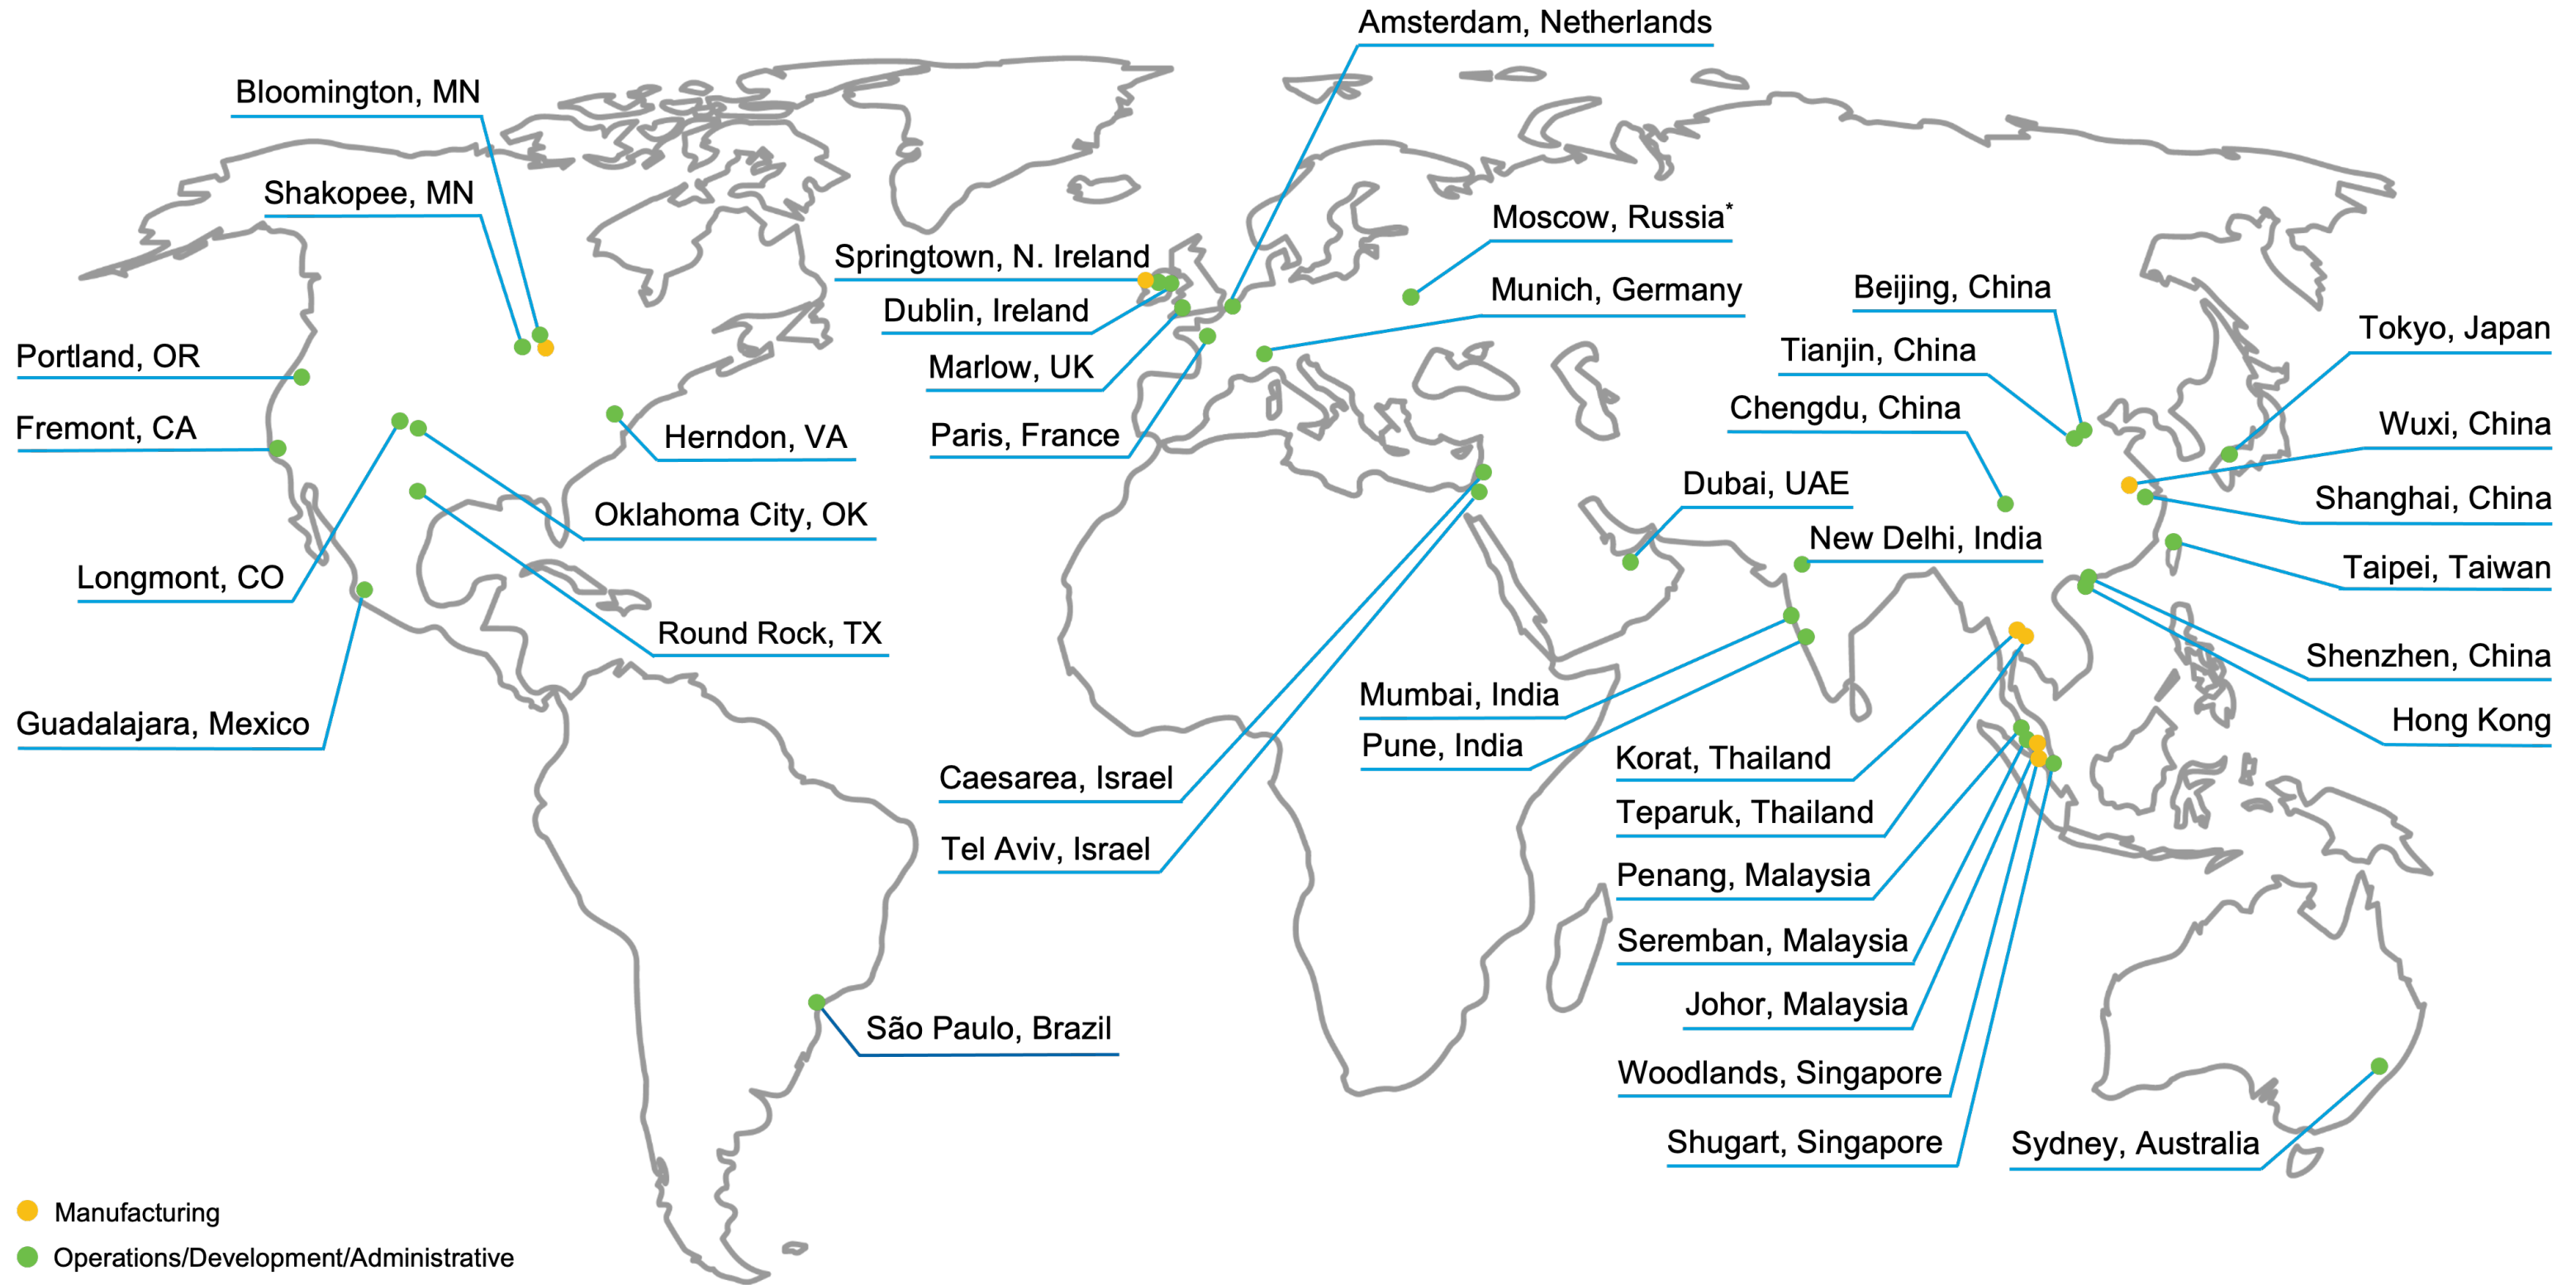 Amsterdam, Netherlands
Bloomington, MN
Shakopee, MN
Moscow, Russia*
Springtown, N. Ireland
Munich, Germany
Beijing, China
Dublin, Ireland
Tokyo, Japan
Portland, OR
Marlow, UK
Tianjin, China
Chengdu, China
Fremont, CA
Herndon, VA
Paris, France
Wuxi, China
Dubai, UAE
Shanghai, China
Oklahoma City, OK
New Delhi, India
Longmont, CO
Taipei, Taiwan
Round Rock, TX
Shenzhen, China
Mumbai, India
Guadalajara, Mexico
Hong Kong
Pune, India
Korat, Thailand
Caesarea, Israel
Teparuk, Thailand
Tel Aviv, Israel
Penang, Malaysia
Seremban, Malaysia
Johor, Malaysia
São Paulo, Brazil
Woodlands, Singapore
Shugart, Singapore
Sydney, Australia
Manufacturing
Operations/Development/Administrative